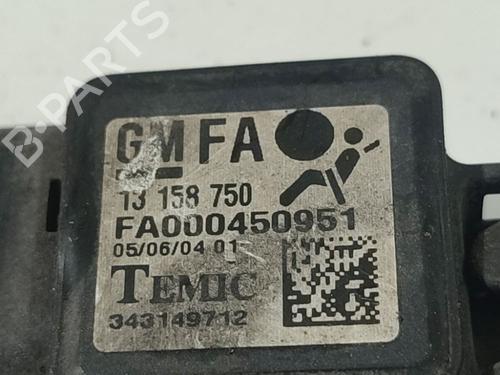 B-PARTS
GM FA
13 158 750
FA000450951
05/06/04 01
TEMIC
343149712